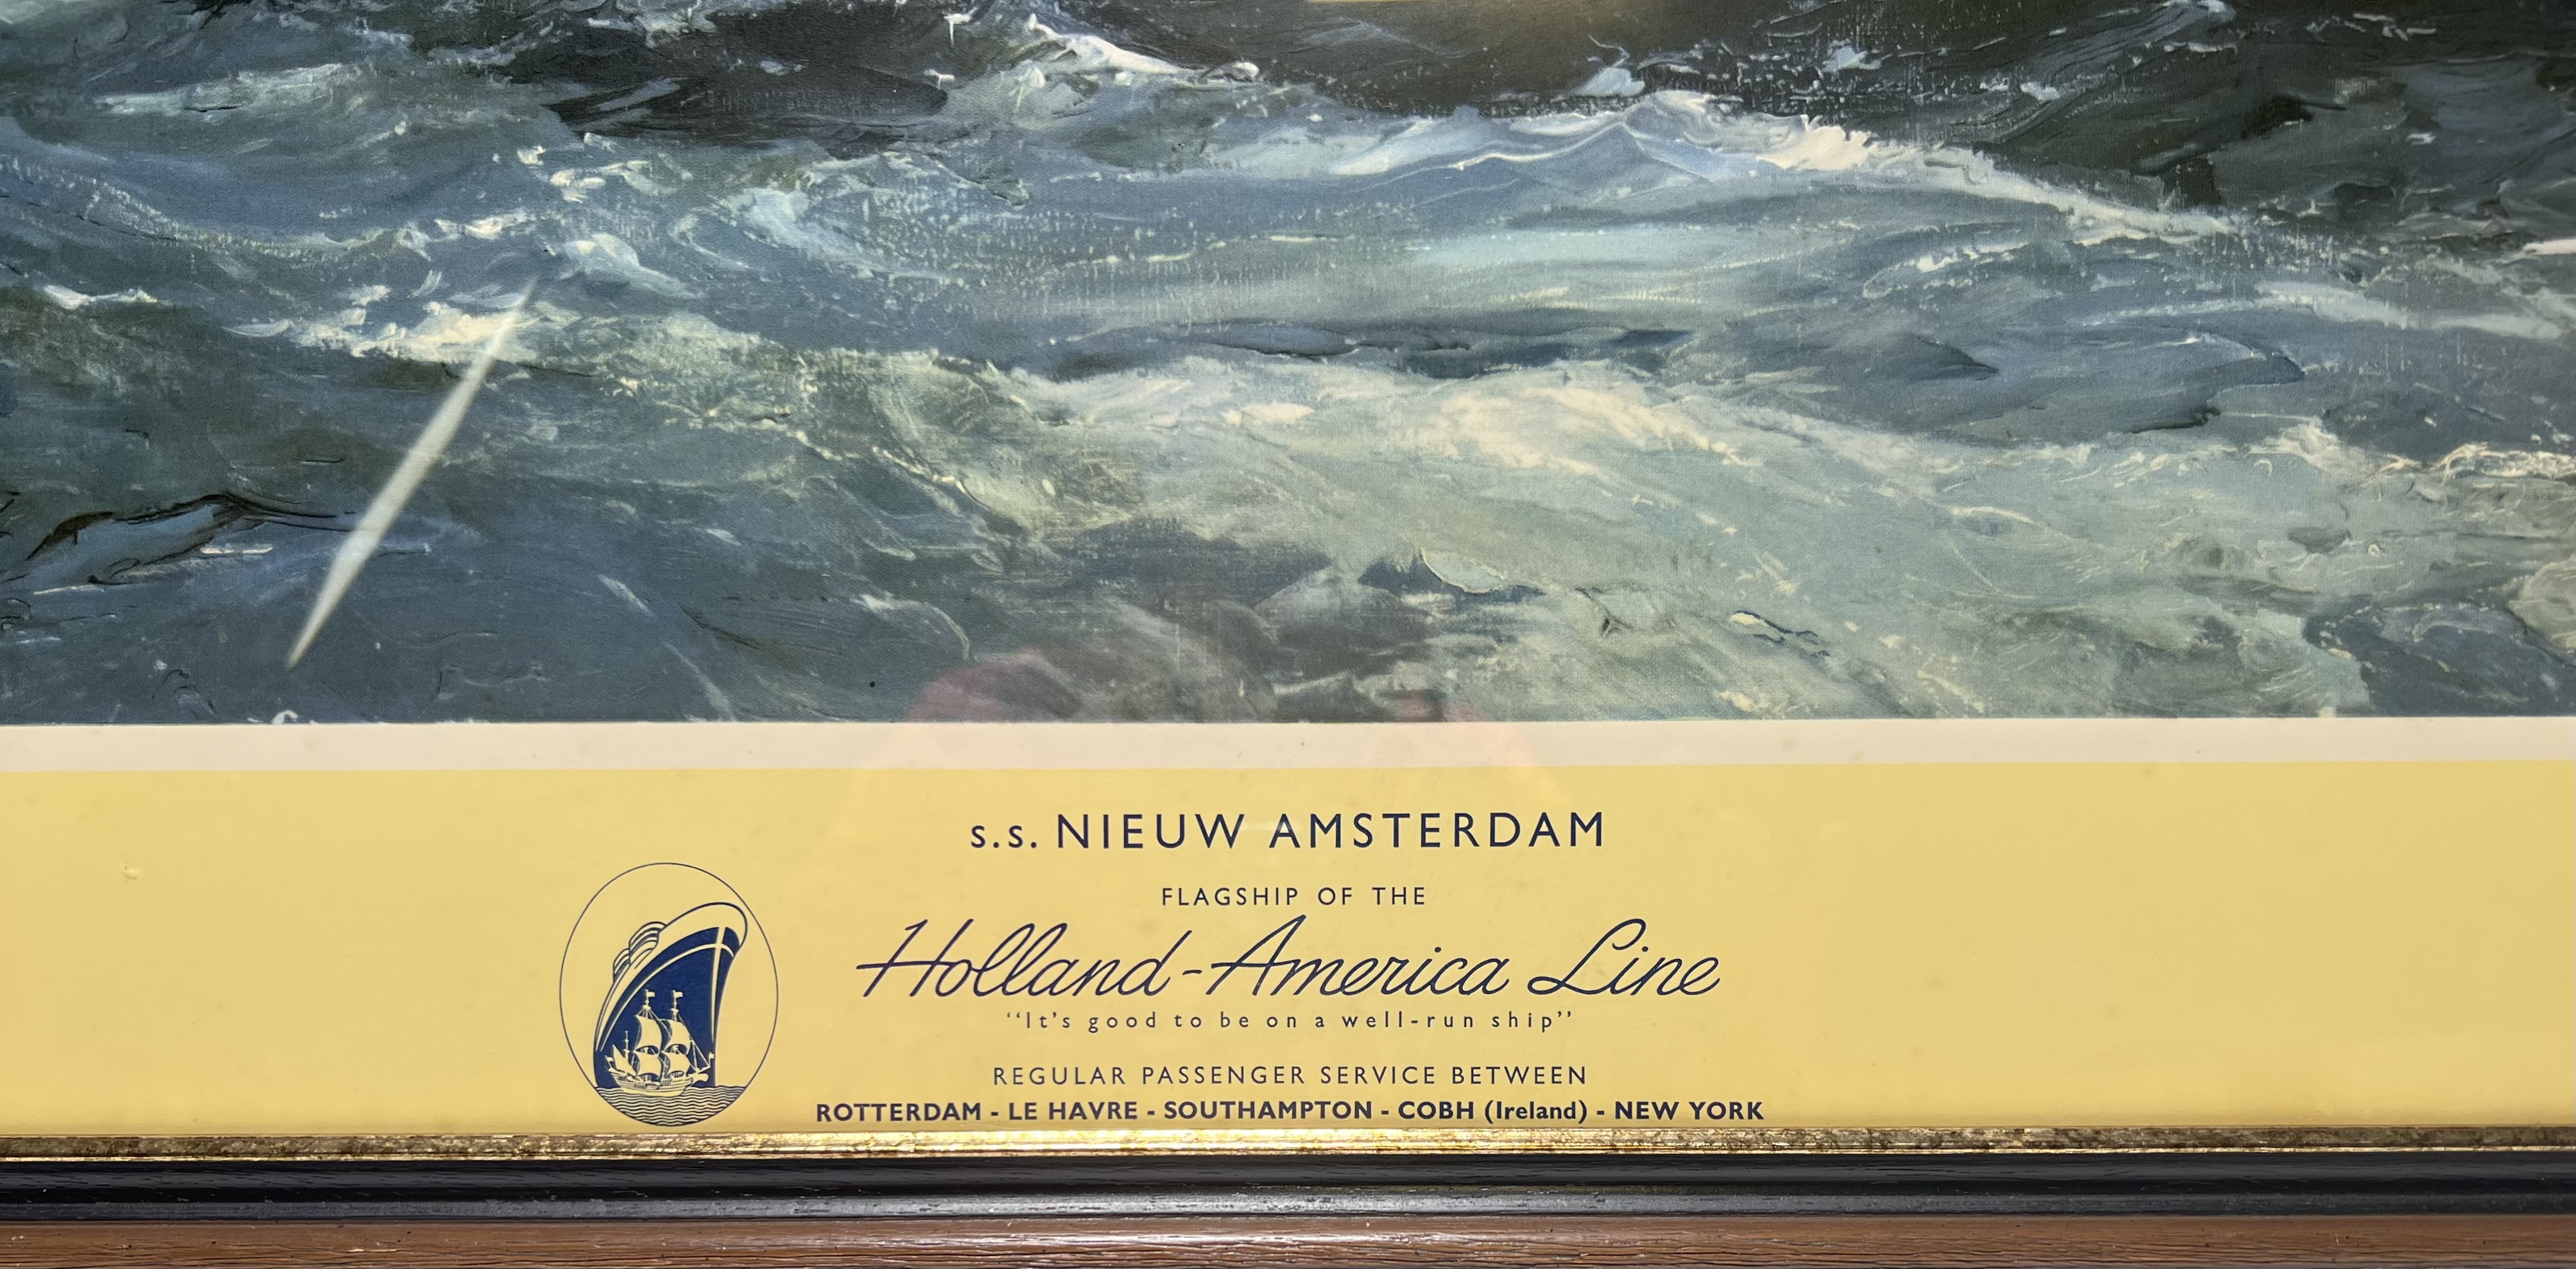 s.s. NIEUW AMSTERDAM
FLAGSHIP OF THE
Holland-America Line
“It’s good to be on a well-run ship”
REGULAR PASSENGER SERVICE BETWEEN
ROTTERDAM - LE HAVRE - SOUTHAMPTON - COBH (Ireland) - NEW YORK